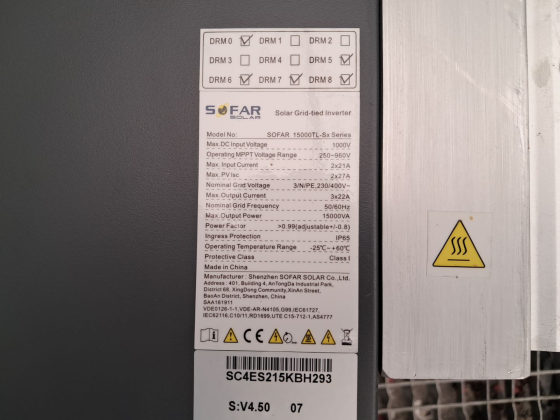 DRM 0 DRM 1 DRM 2
DRM 3 DRM 4 DRM 5
DRM 6 DRM 7 DRM 8
SOFAR
SOLAR
Solar Grid-tied Inverter
Model No: SOFAR 15000TL-Sx Series
Max.DC Input Voltage 1000V
Operating MPPT Voltage Range 250~960V
Max. Input Current 2x21A
Max. PV Isc 2x27A
Nominal Grid Voltage 3/N/PE,230/400V~
Max. Output Current 3x22A
Nominal Grid Frequency 50/60Hz
Max. Output Power 15000VA
Power Factor >0.99(adjustable+/-0.8)
Ingress Protection IP65
Operating Temperature Range -25℃~+60℃
Protective Class Class I
Made in China
Manufacturer : Shenzhen SOFAR SOLAR Co.,Ltd.
Address : 401, Building 4, AnTongDa Industrial Park,
District 68, XingDong Community,XinAn Street,
BaoAn District, Shenzhen, China
SAA181911
VDE0126-1-1,VDE-AR-N4105,G99,IEC61727,
IEC62116,C10/11,RD1699,UTE C15-712-1,AS4777
SC4ES215KBH293
S:V4.50 07